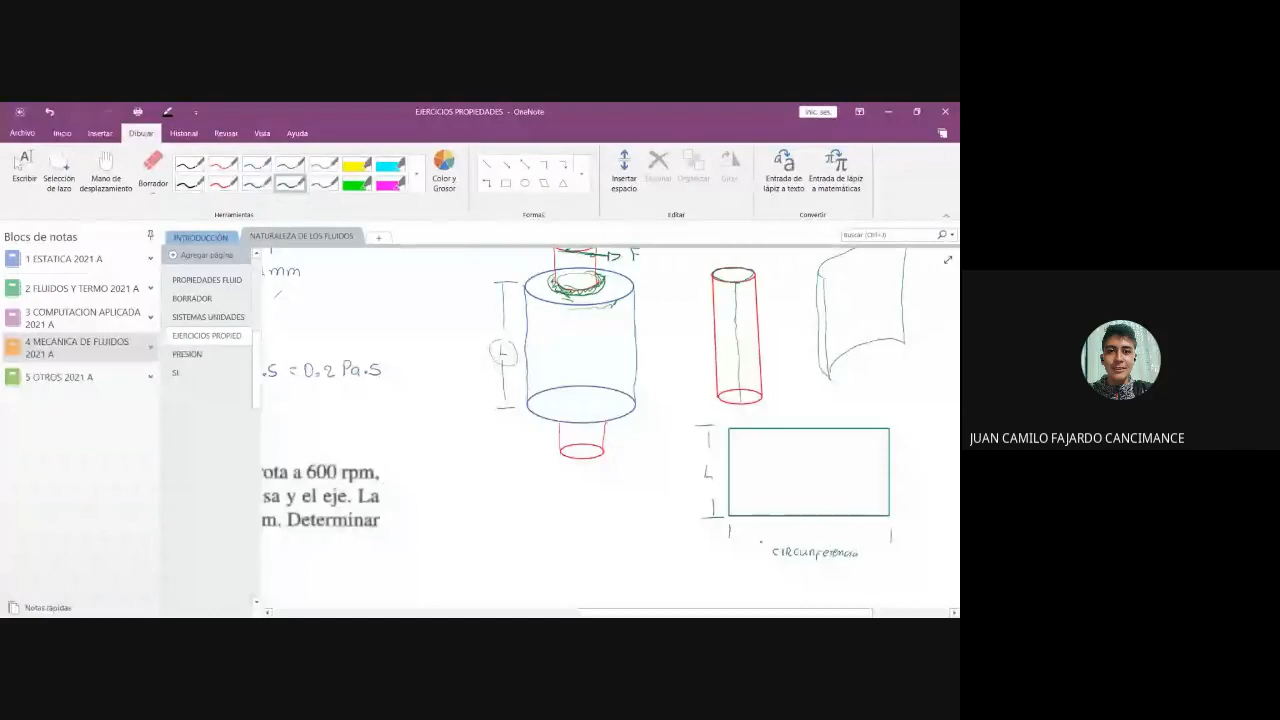 EJERCICIOS PROPIEDADES - OneNote
Inic. ses.
Archivo Inicio Insertar Dibujar Historial Revisar Vista Ayuda
Escribir
Selección de lazo
Mano de desplazamiento
Borrador
Color y Grosor
Insertar espacio
Eliminar
Organizar
Girar
Entrada de lápiz a texto
Entrada de lápiz a matemáticas
Herramientas
Formas
Editar
Convertir
Blocs de notas
INTRODUCCIÓN
NATURALEZA DE LOS FLUIDOS
+
Buscar (Ctrl+J)
Agregar página
1 ESTATICA 2021 A
2 FLUIDOS Y TERMO 2021 A
3 COMPUTACION APLICADA
2021 A
4 MECANICA DE FLUIDOS
2021 A
5 OTROS 2021 A
PROPIEDADES FLUID
BORRADOR
SISTEMAS UNIDADES
EJERCICIOS PROPIED
PRESION
SI
F
mm
L
.s = 0.2 Pa.s
ota a 600 rpm,
sa y el eje. La
m. Determinar
L
CIRCUNFERENCIA
Notas rápidas
JUAN CAMILO FAJARDO CANCIMANCE